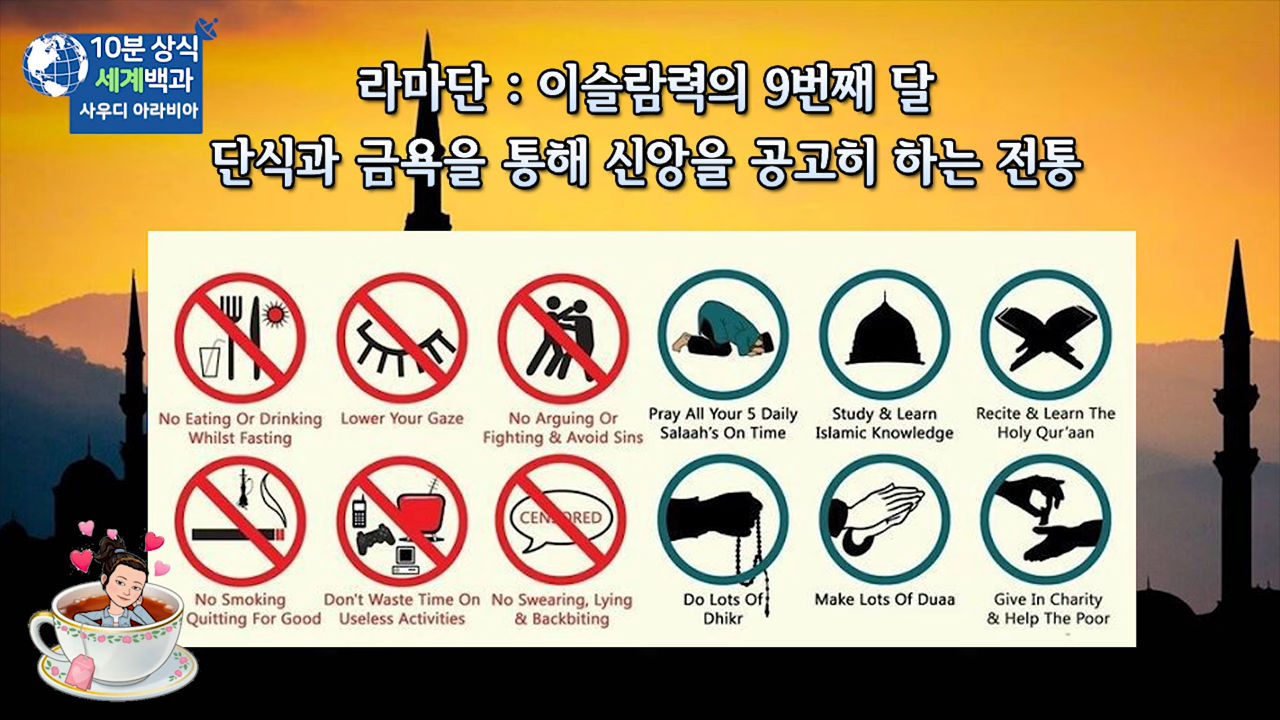 10분 상식
세계백과
사우디 아라비아
라마단 : 이슬람력의 9번째 달
단식과 금욕을 통해 신앙을 공고히 하는 전통
No Eating Or Drinking
Whilst Fasting
Lower Your Gaze
No Arguing Or
Fighting & Avoid Sins
Pray All Your 5 Daily
Salaah's On Time
Study & Learn
Islamic Knowledge
Recite & Learn The
Holy Qur'aan
CENSORED
No Smoking
Quitting For Good
Don't Waste Time On
Useless Activities
No Swearing, Lying
& Backbiting
Do Lots Of
Dhikr
Make Lots Of Duaa
Give In Charity
& Help The Poor